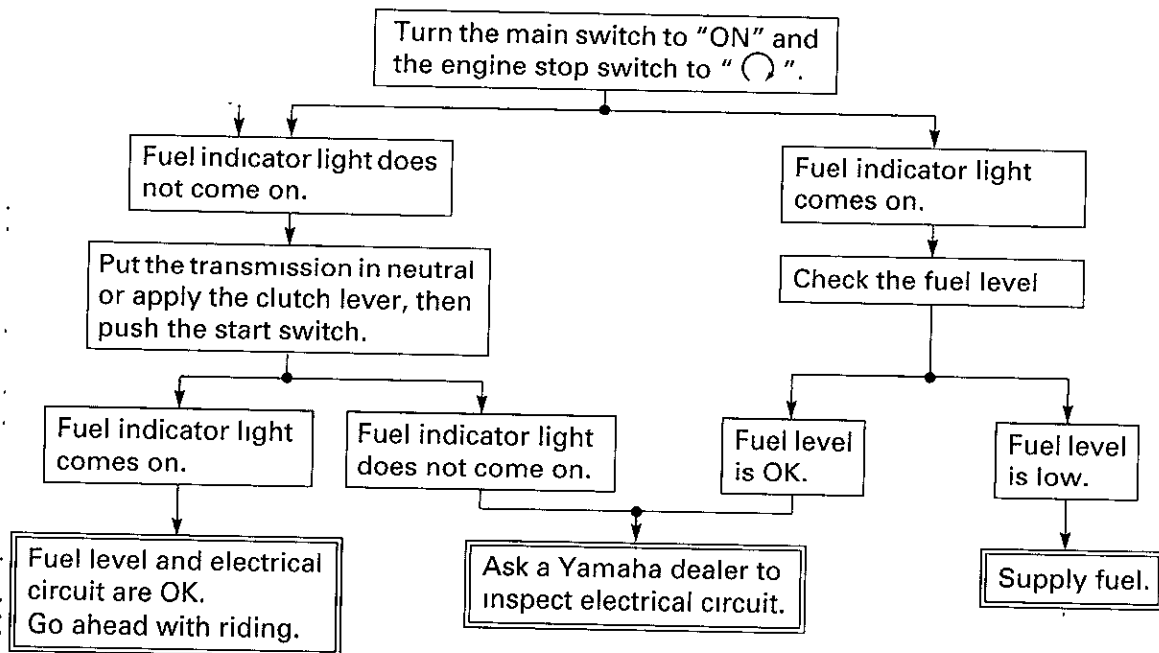 Turn the main switch to "ON" and
the engine stop switch to " ".
Fuel indicator light does
not come on.
Fuel indicator light
comes on.
Put the transmission in neutral
or apply the clutch lever, then
push the start switch.
Check the fuel level
Fuel indicator light
comes on.
Fuel indicator light
does not come on.
Fuel level
is OK.
Fuel level
is low.
Fuel level and electrical
circuit are OK.
Go ahead with riding.
Ask a Yamaha dealer to
inspect electrical circuit.
Supply fuel.